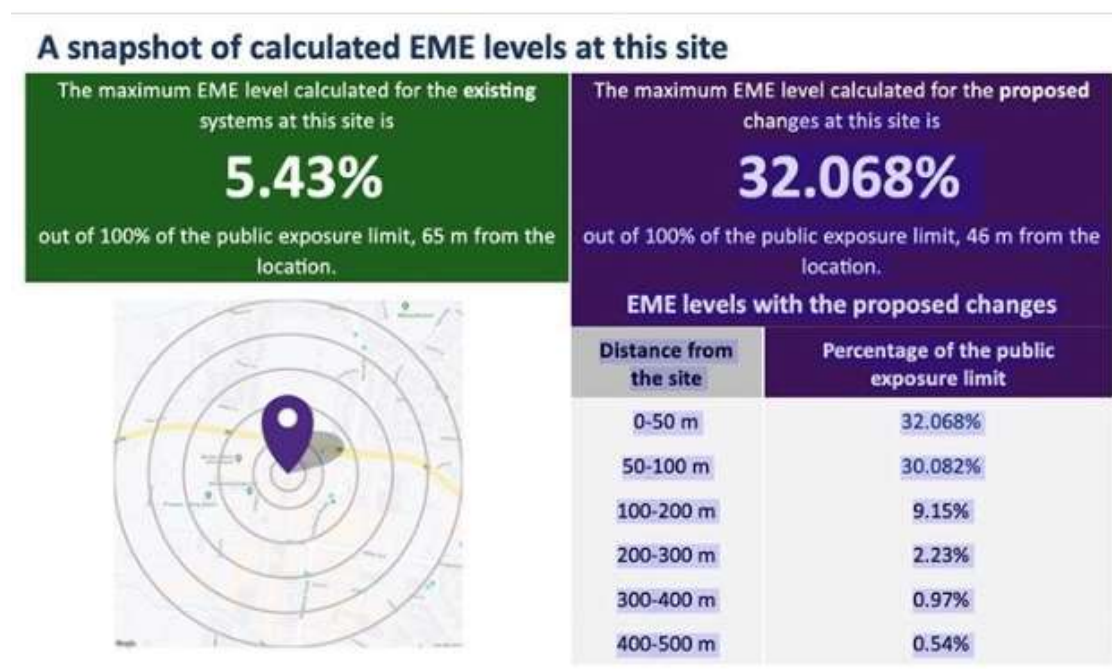 A snapshot of calculated EME levels at this site
The maximum EME level calculated for the existing
systems at this site is
5.43%
out of 100% of the public exposure limit, 65 m from the
location.
The maximum EME level calculated for the proposed
changes at this site is
32.068%
out of 100% of the public exposure limit, 46 m from the
location.
EME levels with the proposed changes
Distance from
the site
Percentage of the public
exposure limit
0-50 m 32.068%
50-100 m 30.082%
100-200 m 9.15%
200-300 m 2.23%
300-400 m 0.97%
400-500 m 0.54%